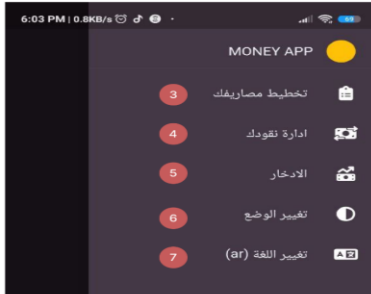 6:03 PM | 0.8KB/s
69
MONEY APP
تخطيط مصاريفك 3
ادارة نقودك 4
الادخار 5
تغيير الوضع 6
تغيير اللغة (ar) 7